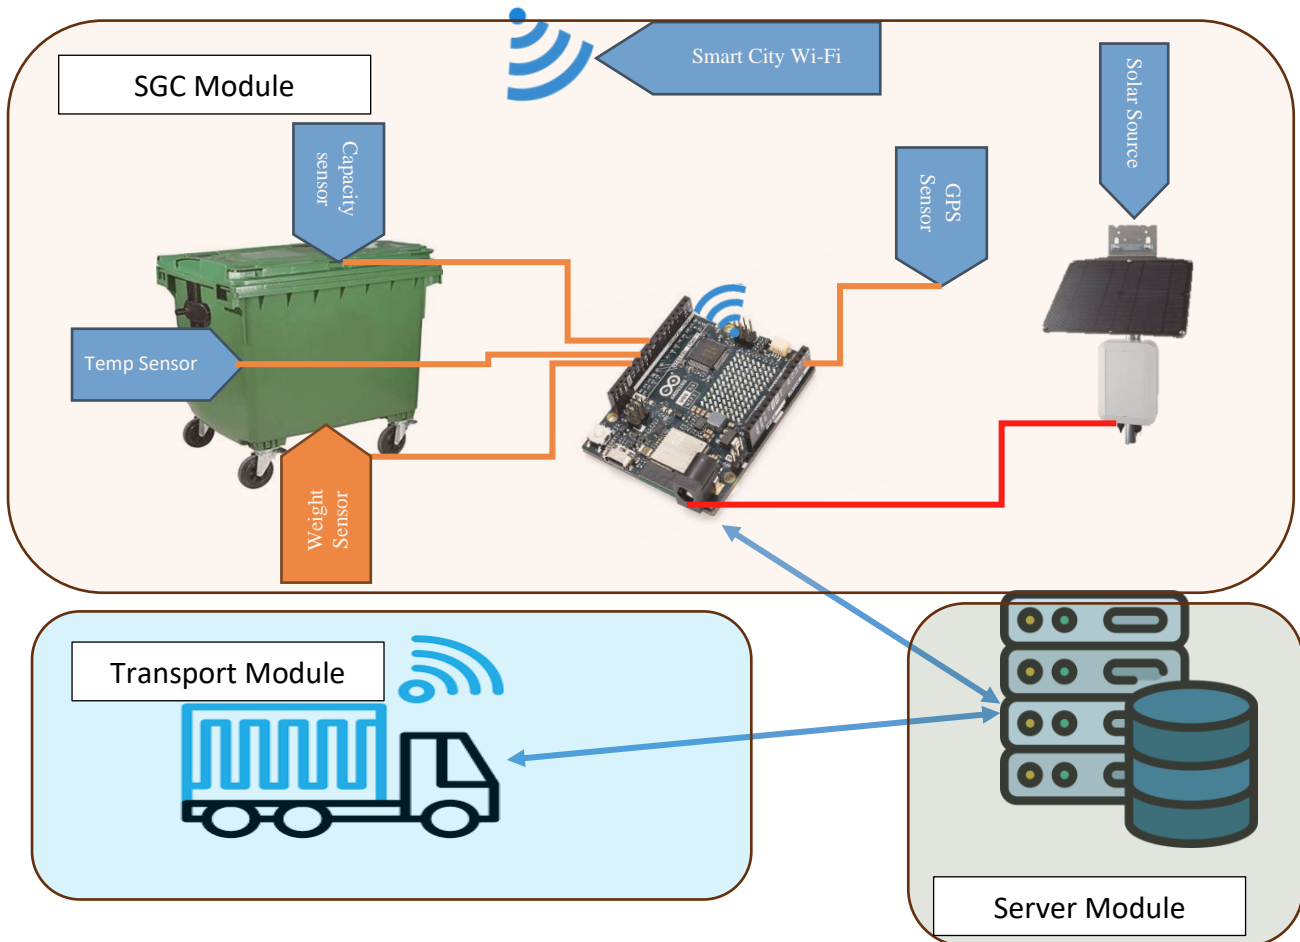 Smart City Wi-Fi
SGC Module
Solar Source
Capacity
sensor
GPS
Sensor
Temp Sensor
Weight
Sensor
Transport Module
Server Module